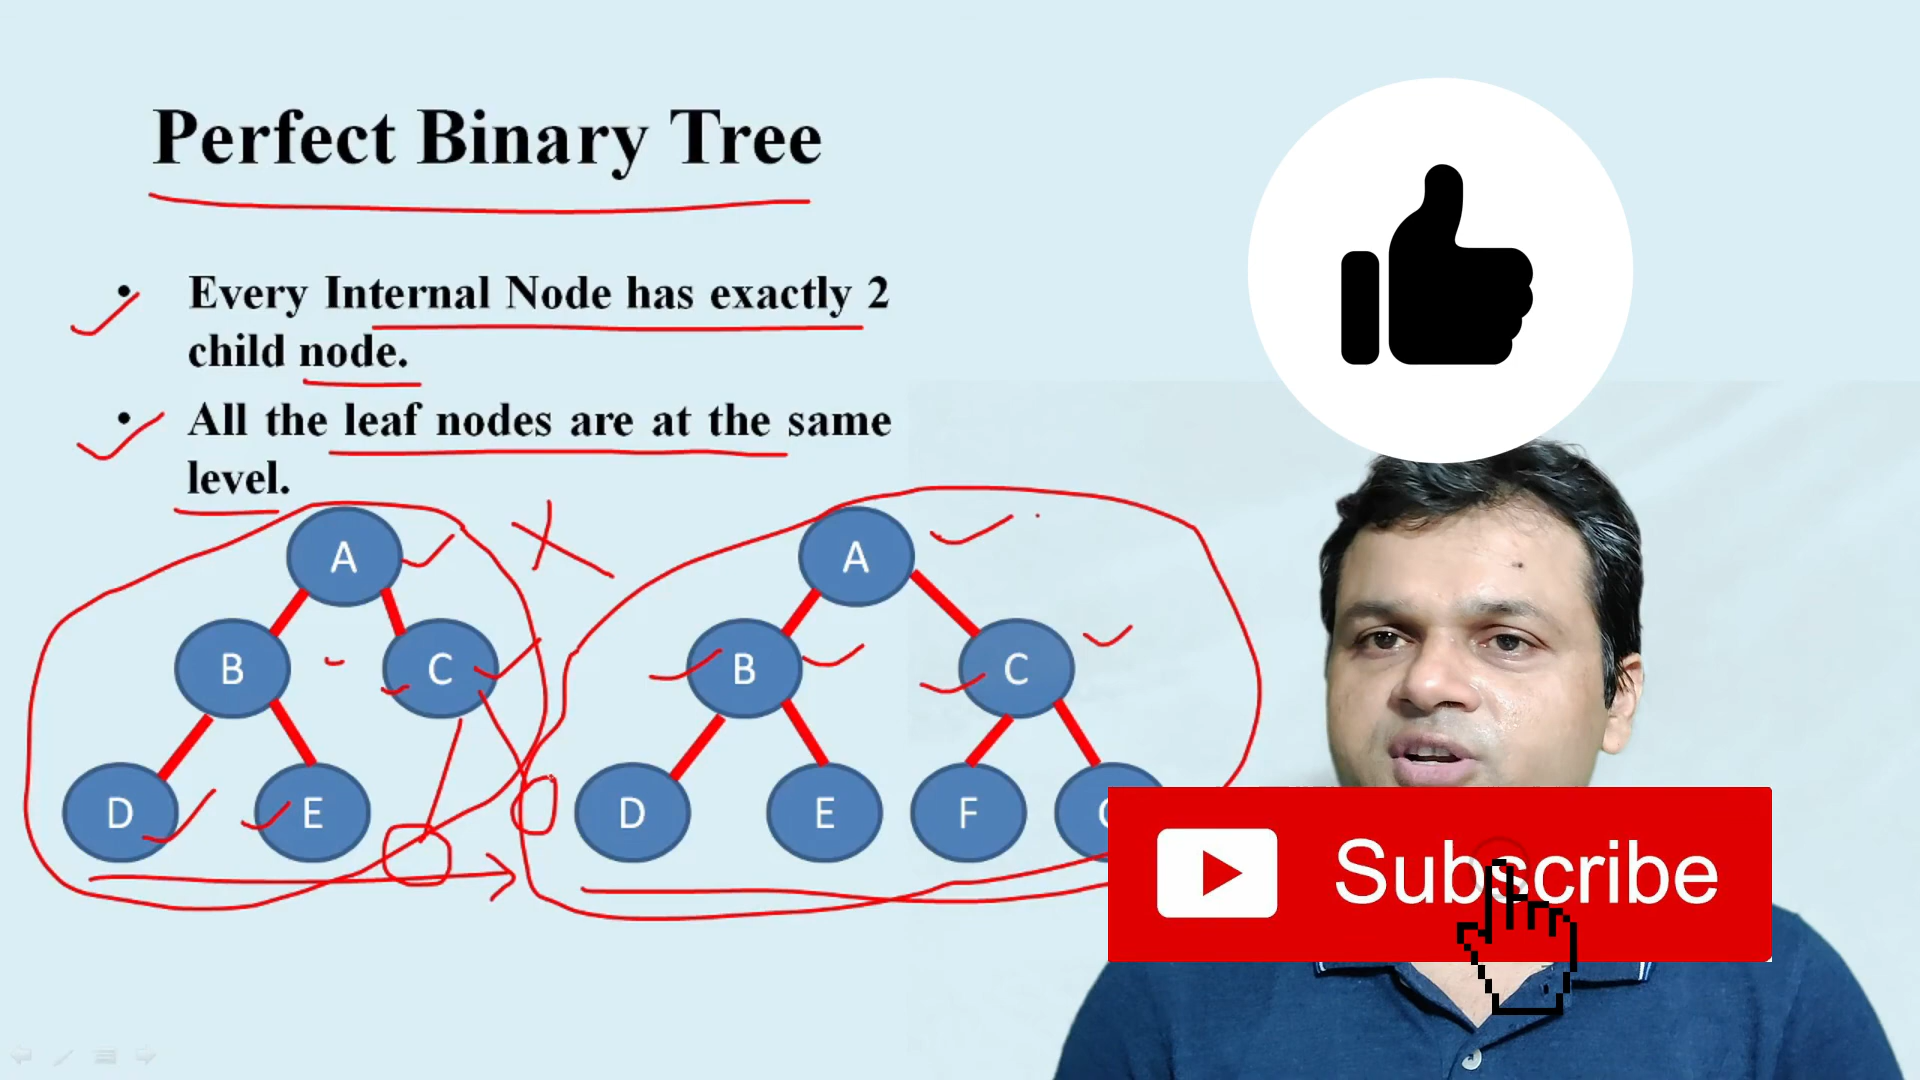 Perfect Binary Tree
• Every Internal Node has exactly 2
child node.
• All the leaf nodes are at the same
level.
A
B
C
D
E
A
B
C
D
E
F
Subscribe